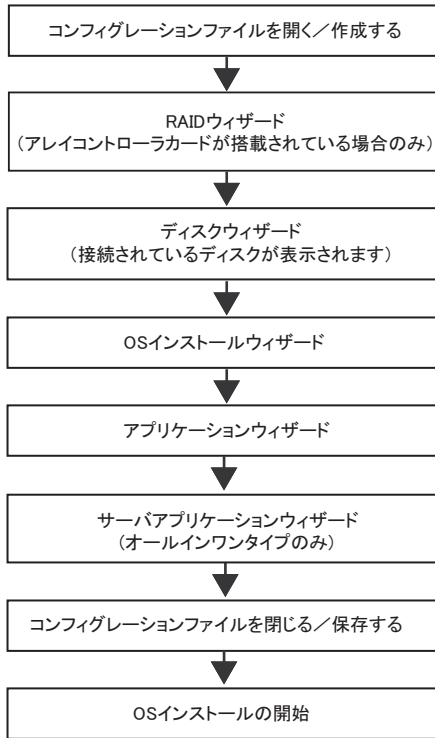 コンフィグレーションファイルを開く／作成する
RAIDウィザード
（アレイコントローラカードが搭載されている場合のみ）
ディスクウィザード
（接続されているディスクが表示されます）
OSインストールウィザード
アプリケーションウィザード
サーバアプリケーションウィザード
（オールインワンタイプのみ）
コンフィグレーションファイルを閉じる／保存する
OSインストールの開始